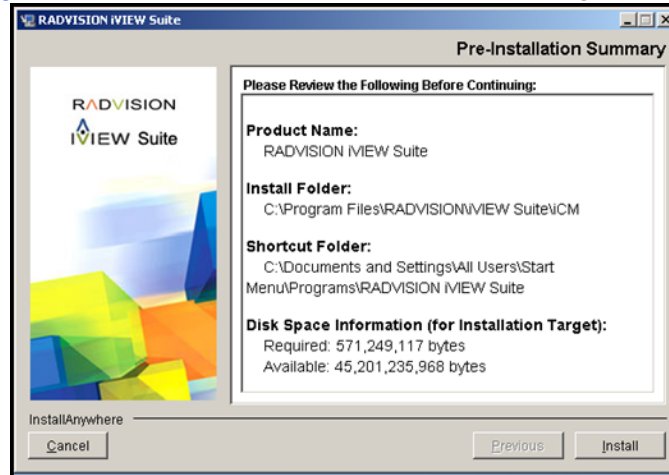 RADVISION iVIEW Suite
Pre-Installation Summary
RADVISION
iVIEW Suite
Please Review the Following Before Continuing:
Product Name:
RADVISION iVIEW Suite
Install Folder:
C:\Program Files\RADVISION\iVIEW Suite\iCM
Shortcut Folder:
C:\Documents and Settings\All Users\Start
Menu\Programs\RADVISION iVIEW Suite
Disk Space Information (for Installation Target):
Required: 571,249,117 bytes
Available: 45,201,235,968 bytes
InstallAnywhere
Cancel
Previous
Install